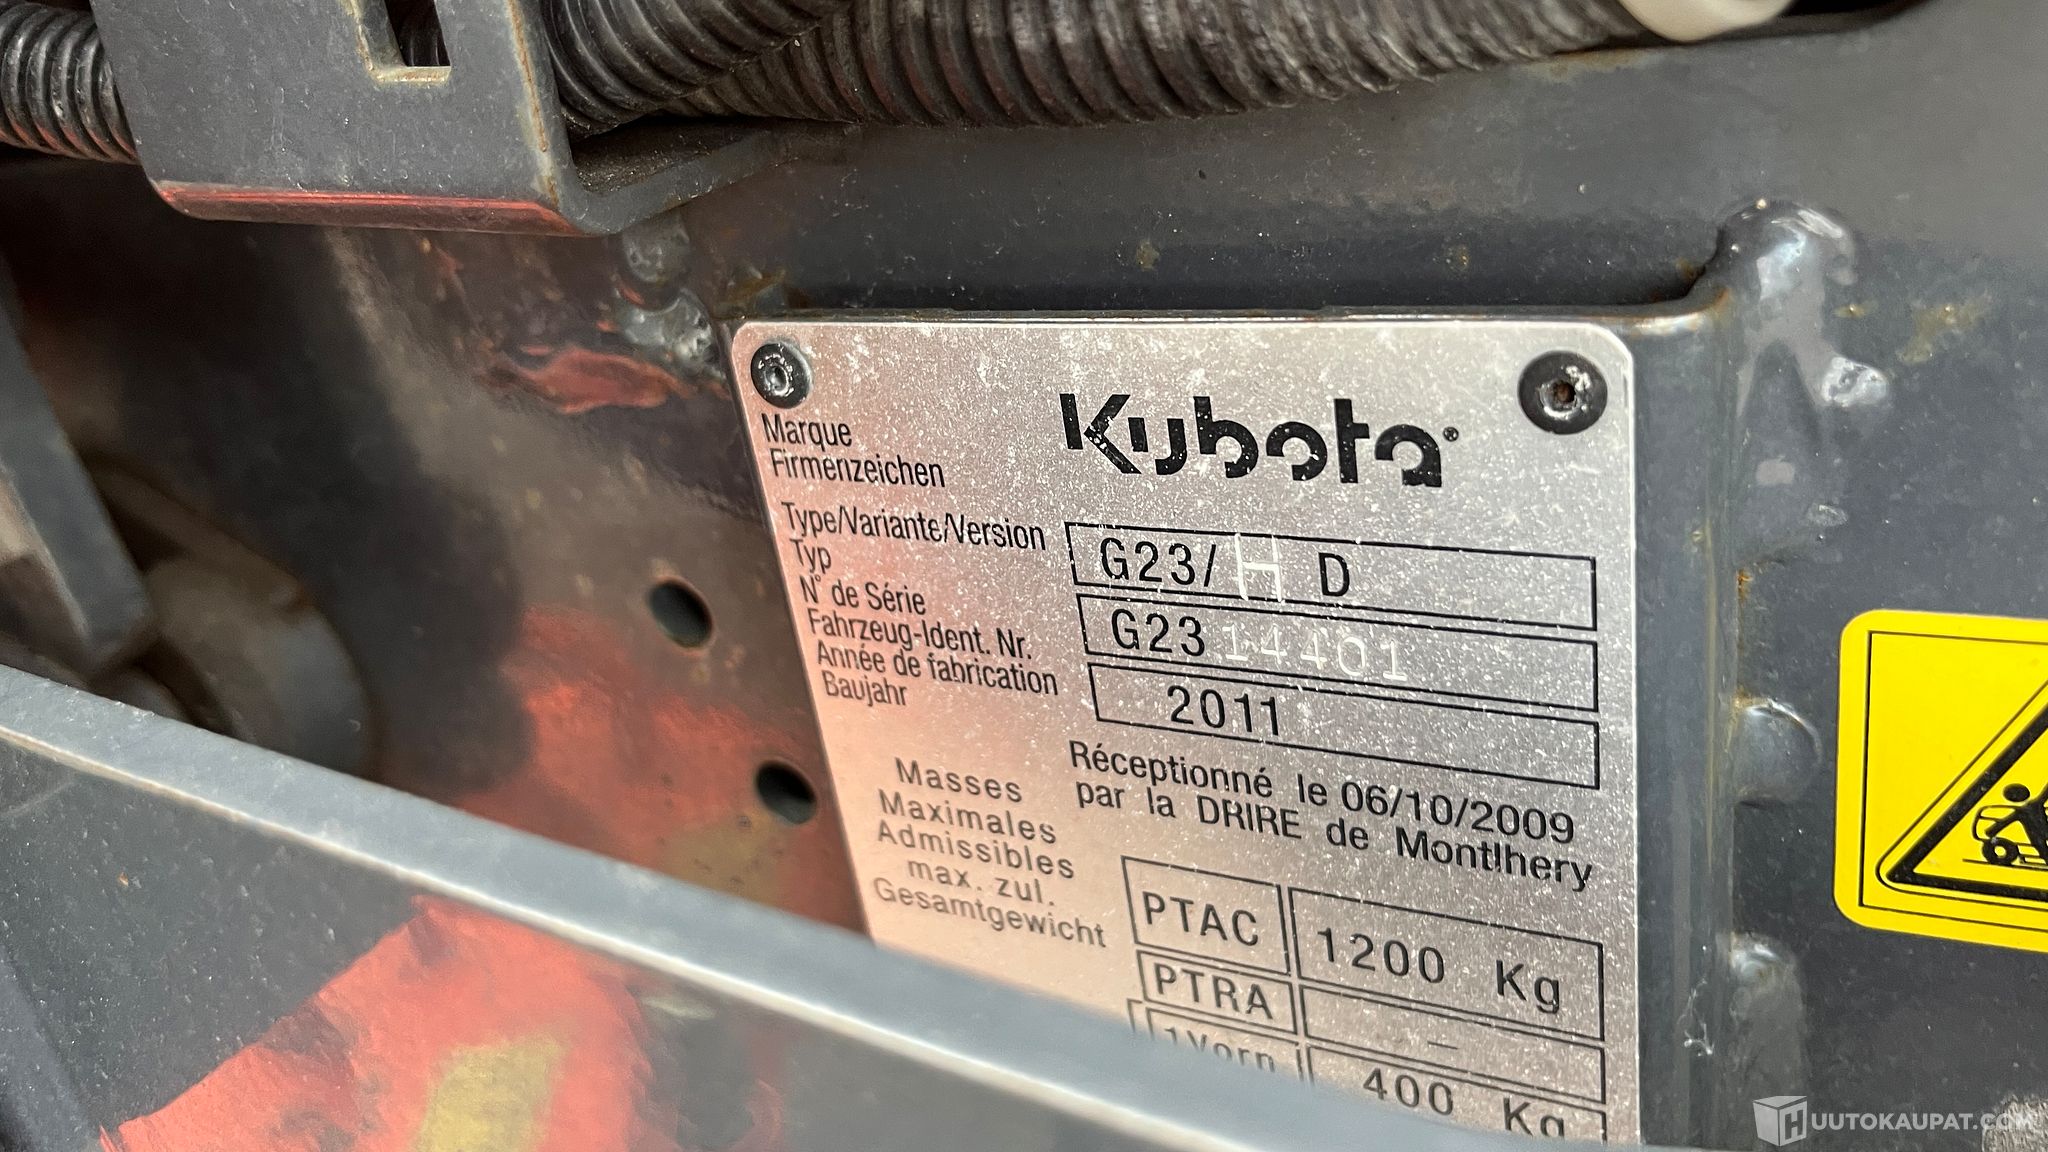 Kubota
Marque
Firmenzeichen
Type/Variante/Version
Typ
G23/ H D
N° de Série
Fahrzeug-Ident. Nr.
G23 14401
Année de fabrication
Baujahr
2011
Réceptionné le 06/10/2009
par la DRIRE de Montlhery
Masses
Maximales
Admissibles
max. zul.
Gesamtgewicht
PTAC 1200 Kg
PTRA –
1Vorn 400 Kg
HUUTOKAUPAT.COM